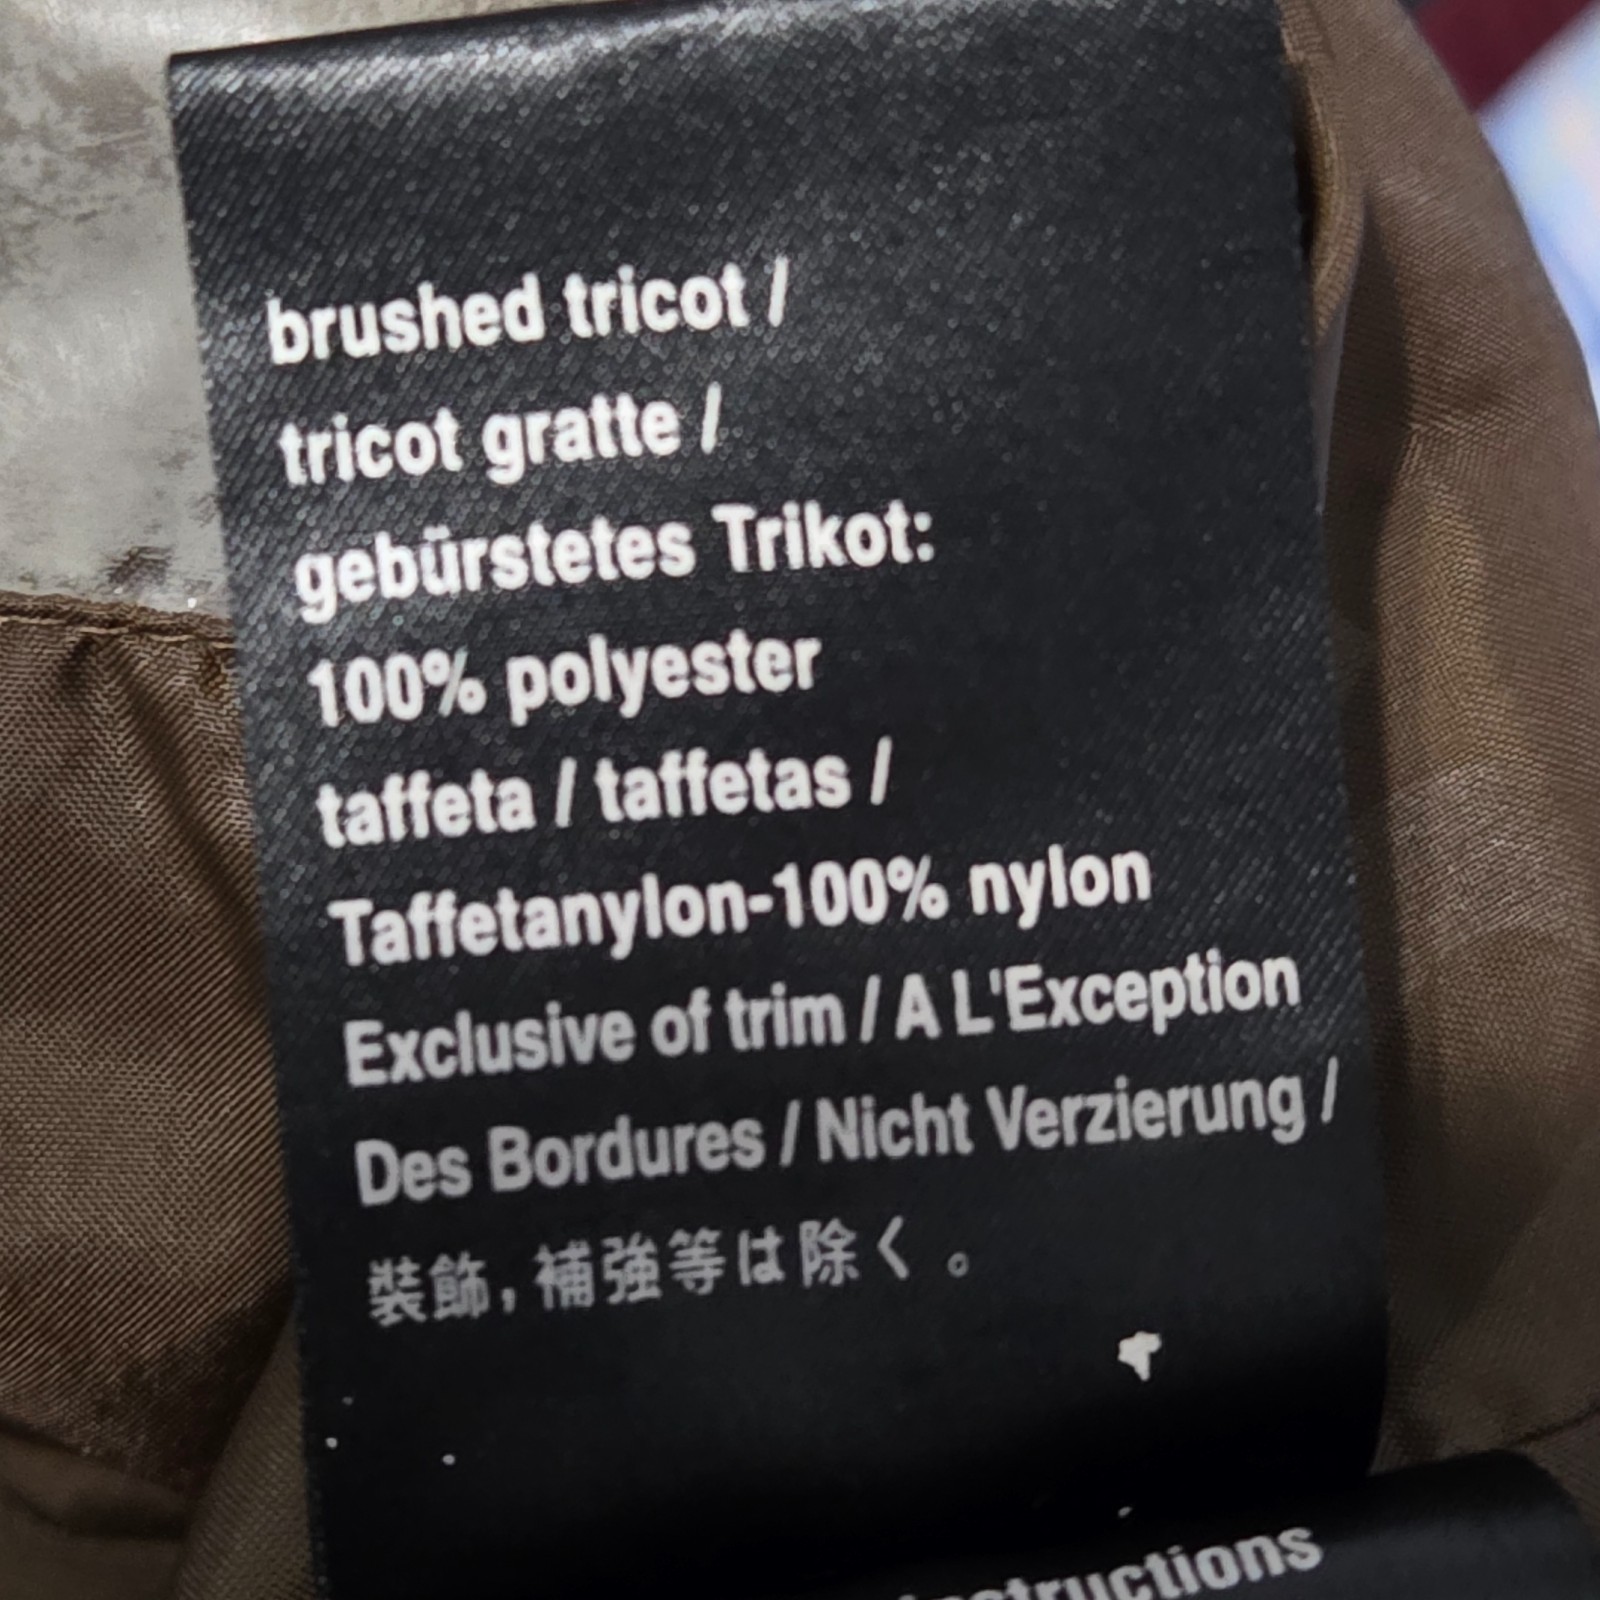 brushed tricot /
tricot gratte /
gebürstetes Trikot:
100% polyester
taffeta / taffetas /
Taffetanylon-100% nylon
Exclusive of trim / A L'Exception
Des Bordures / Nicht Verzierung /
装飾, 補強等は除く。